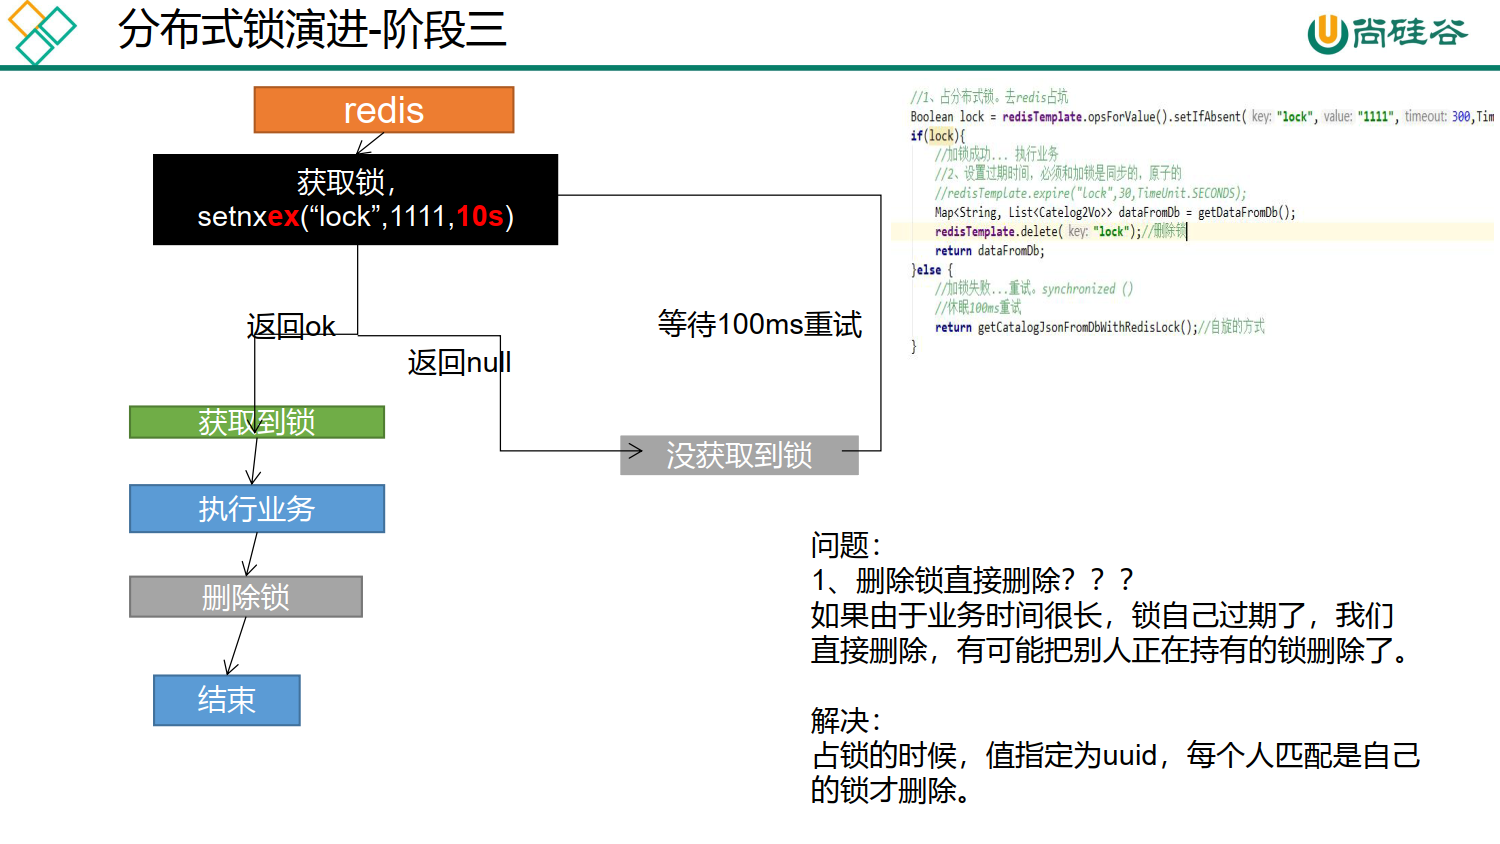 分布式锁演进-阶段三
尚硅谷
redis
获取锁，
setnxex(“lock”,1111,10s)
返回ok
返回null
等待100ms重试
获取到锁
没获取到锁
执行业务
删除锁
结束
//1、占分布式锁。去redis占坑
Boolean lock = redisTemplate.opsForValue().setIfAbsent( key: "lock", value: "1111", timeout: 300,Tim
if(lock){
//加锁成功... 执行业务
//2、设置过期时间，必须和加锁是同步的，原子的
//redisTemplate.expire("lock",30,TimeUnit.SECONDS);
Map<String, List<Catelog2Vo>> dataFromDb = getDataFromDb();
redisTemplate.delete( key: "lock");//删除锁
return dataFromDb;
}else {
//加锁失败...重试。synchronized ()
//休眠100ms重试
return getCatalogJsonFromDbWithRedisLock();//自旋的方式
}
问题：
1、删除锁直接删除？？？
如果由于业务时间很长，锁自己过期了，我们
直接删除，有可能把别人正在持有的锁删除了。
解决：
占锁的时候，值指定为uuid，每个人匹配是自己
的锁才删除。